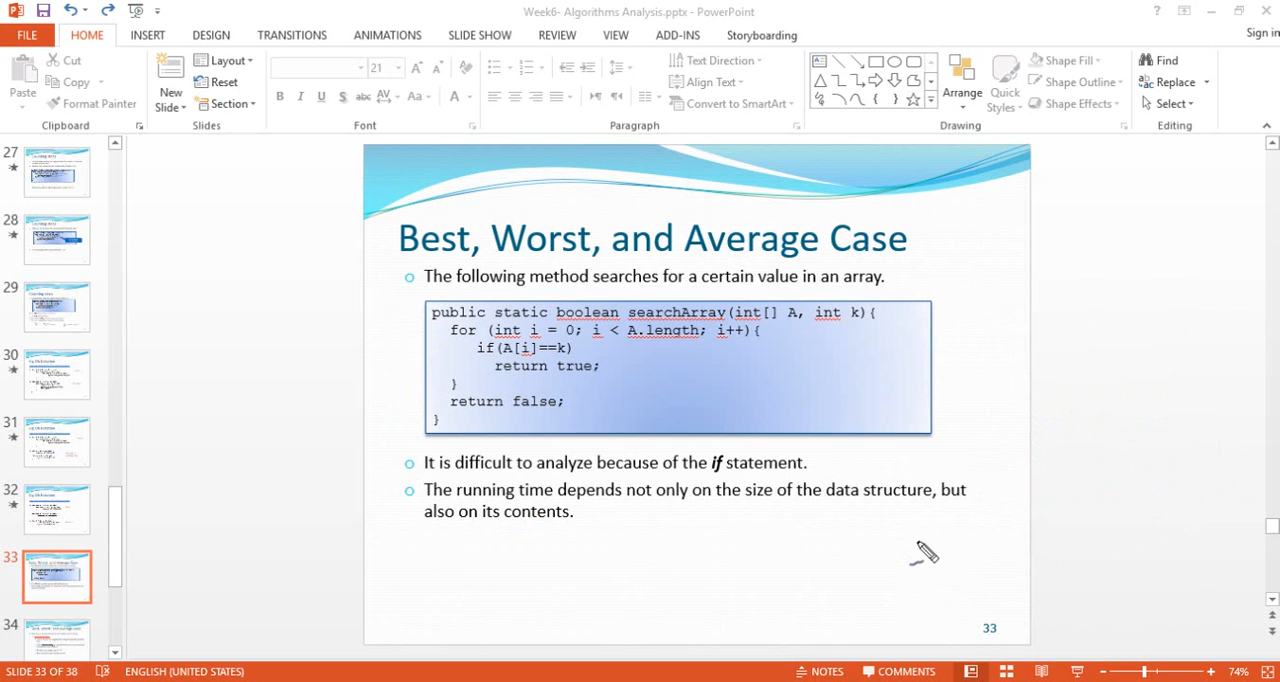 Week6- Algorithms Analysis.pptx - PowerPoint
?
FILE HOME INSERT DESIGN TRANSITIONS ANIMATIONS SLIDE SHOW REVIEW VIEW ADD-INS Storyboarding Sign in
Paste
Cut
Copy
Format Painter
Clipboard
New
Slide
Layout
Reset
Section
Slides
21
B I U S abc AV Aa A
Font
Text Direction
Align Text
Convert to SmartArt
Paragraph
Arrange
Quick
Styles
Shape Fill
Shape Outline
Shape Effects
Drawing
Find
Replace
Select
Editing
27
28
29
30
31
32
33
34
Best, Worst, and Average Case
The following method searches for a certain value in an array.
public static boolean searchArray(int[] A, int k){
for (int i = 0; i < A.length; i++){
if(A[i]==k)
return true;
}
return false;
}
It is difficult to analyze because of the if statement.
The running time depends not only on the size of the data structure, but
also on its contents.
33
SLIDE 33 OF 38 ENGLISH (UNITED STATES) NOTES COMMENTS 74%